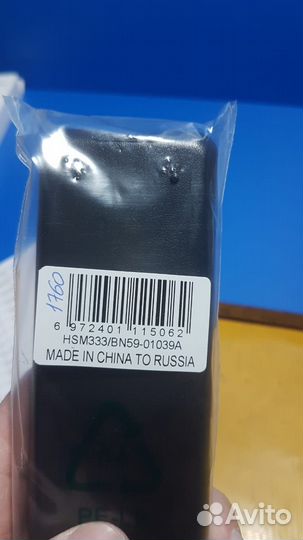 1760
6 972401 115062
HSM333/BN59-01039A
MADE IN CHINA TO RUSSIA
Avito